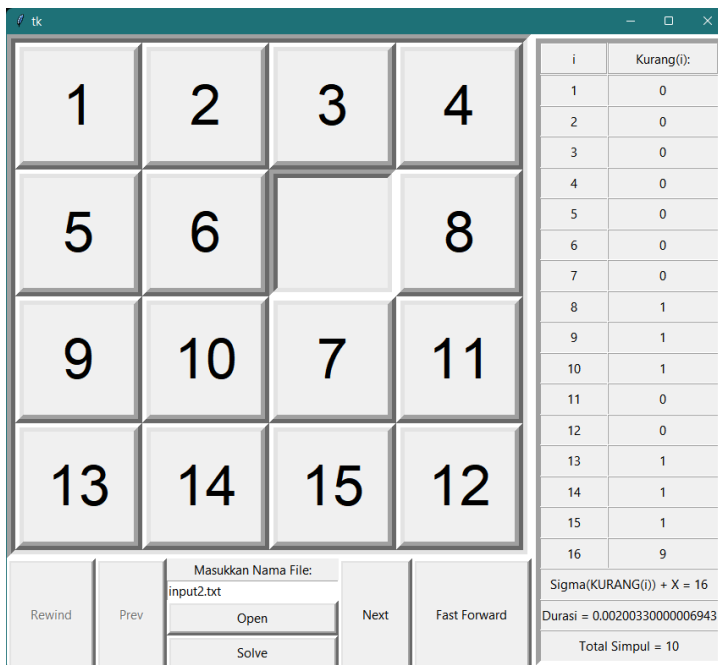 tk
1 2 3 4
5 6 8
9 10 7 11
13 14 15 12
Rewind
Prev
Masukkan Nama File:
input2.txt
Open
Solve
Next
Fast Forward
i Kurang(i):
1 0
2 0
3 0
4 0
5 0
6 0
7 0
8 1
9 1
10 1
11 0
12 0
13 1
14 1
15 1
16 9
Sigma(KURANG(i)) + X = 16
Durasi = 0.00200330000006943
Total Simpul = 10